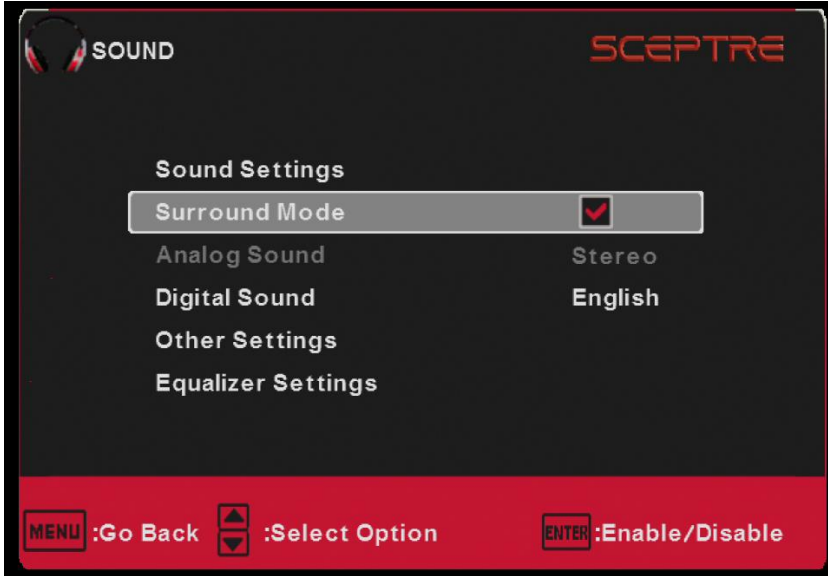 SOUND SCEPTRE
Sound Settings
Surround Mode
Analog Sound Stereo
Digital Sound English
Other Settings
Equalizer Settings
MENU :Go Back :Select Option ENTER :Enable/Disable